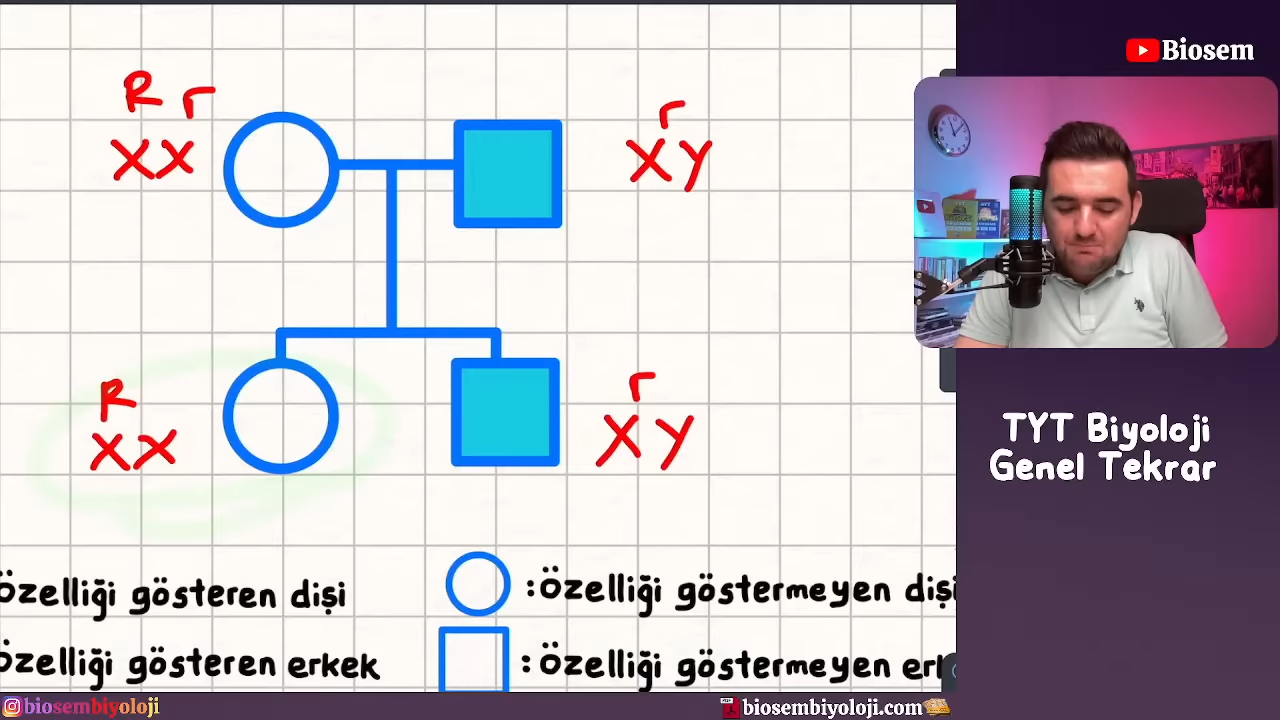 R r
XX
r
XY
R
XX
r
XY
özelliği gösteren dişi
:özelliği göstermeyen dişi
özelliği gösteren erkek
:özelliği göstermeyen
Biosem
TYT Biyoloji
Genel Tekrar
biosembiyoloji
biosembiyoloji.com